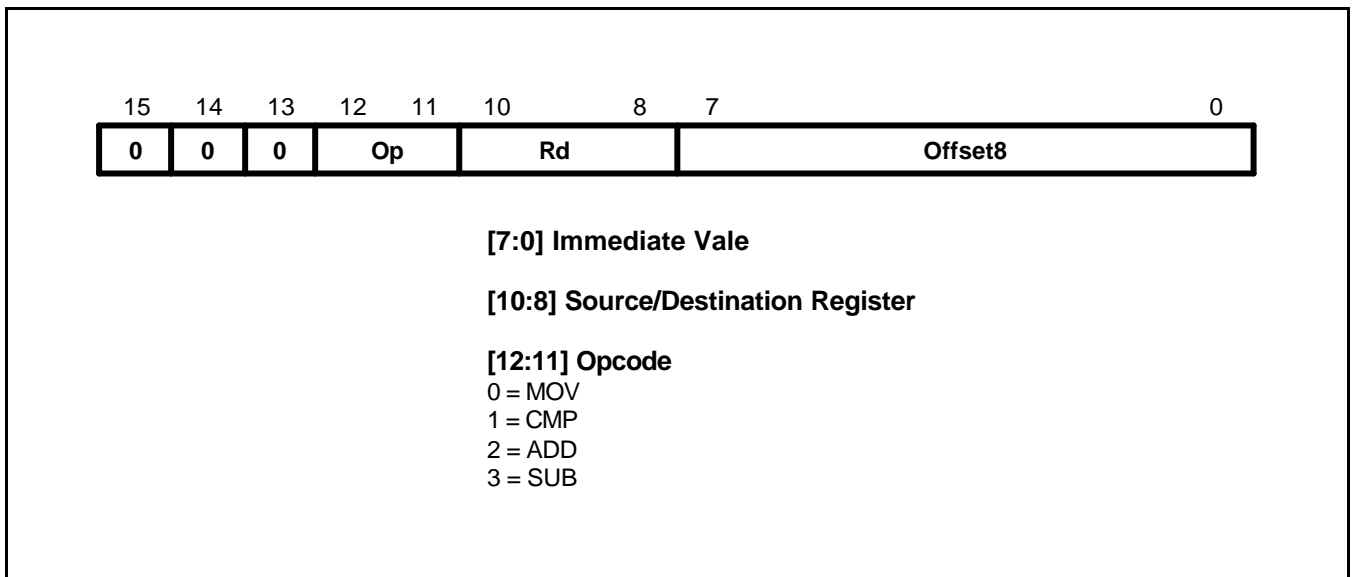 15 14 13 12 11 10 8 7 0
0 0 0 Op Rd Offset8
[7:0] Immediate Vale
[10:8] Source/Destination Register
[12:11] Opcode
0 = MOV
1 = CMP
2 = ADD
3 = SUB